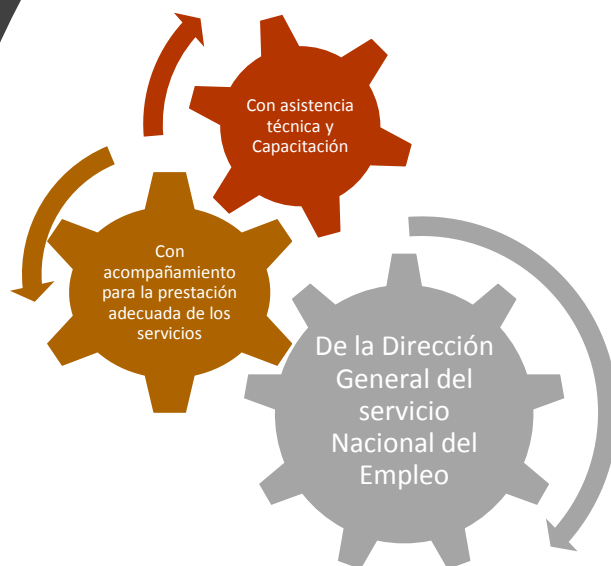 Con asistencia
técnica y
Capacitación
Con
acompañamiento
para la prestación
adecuada de los
servicios
De la Dirección
General del
servicio
Nacional del
Empleo